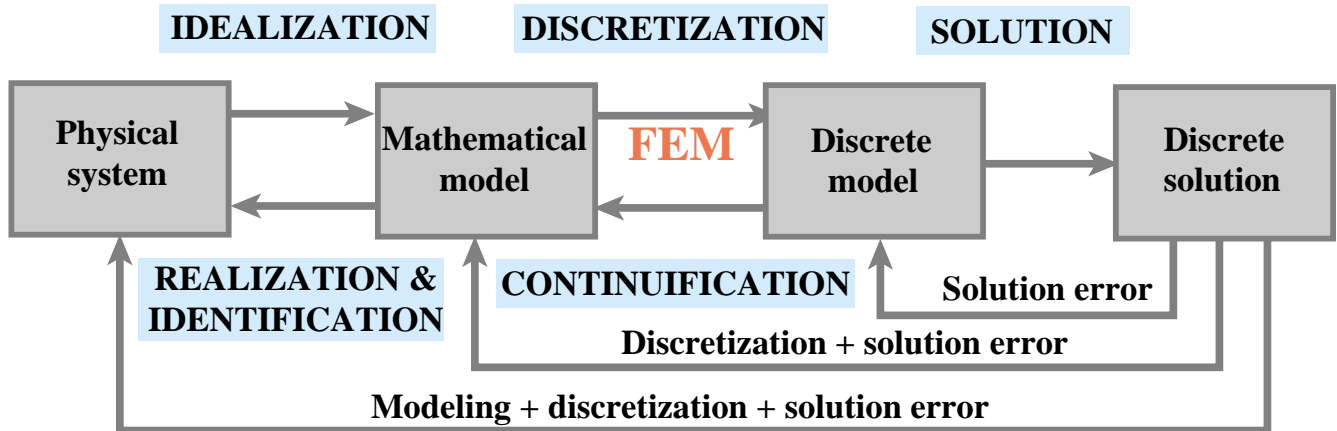 IDEALIZATION
DISCRETIZATION
SOLUTION
Physical
system
Mathematical
model
FEM
Discrete
model
Discrete
solution
REALIZATION &
IDENTIFICATION
CONTINUIFICATION
Solution error
Discretization + solution error
Modeling + discretization + solution error